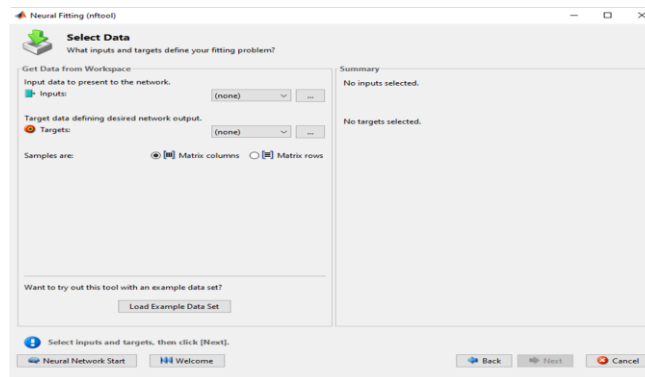 Neural Fitting (nftool)
Select Data
What inputs and targets define your fitting problem?
Get Data from Workspace
Input data to present to the network.
Inputs: (none) ...
Target data defining desired network output.
Targets: (none) ...
Samples are: Matrix columns Matrix rows
Want to try out this tool with an example data set?
Load Example Data Set
Summary
No inputs selected.
No targets selected.
Select inputs and targets, then click [Next].
Neural Network Start Welcome Back Next Cancel